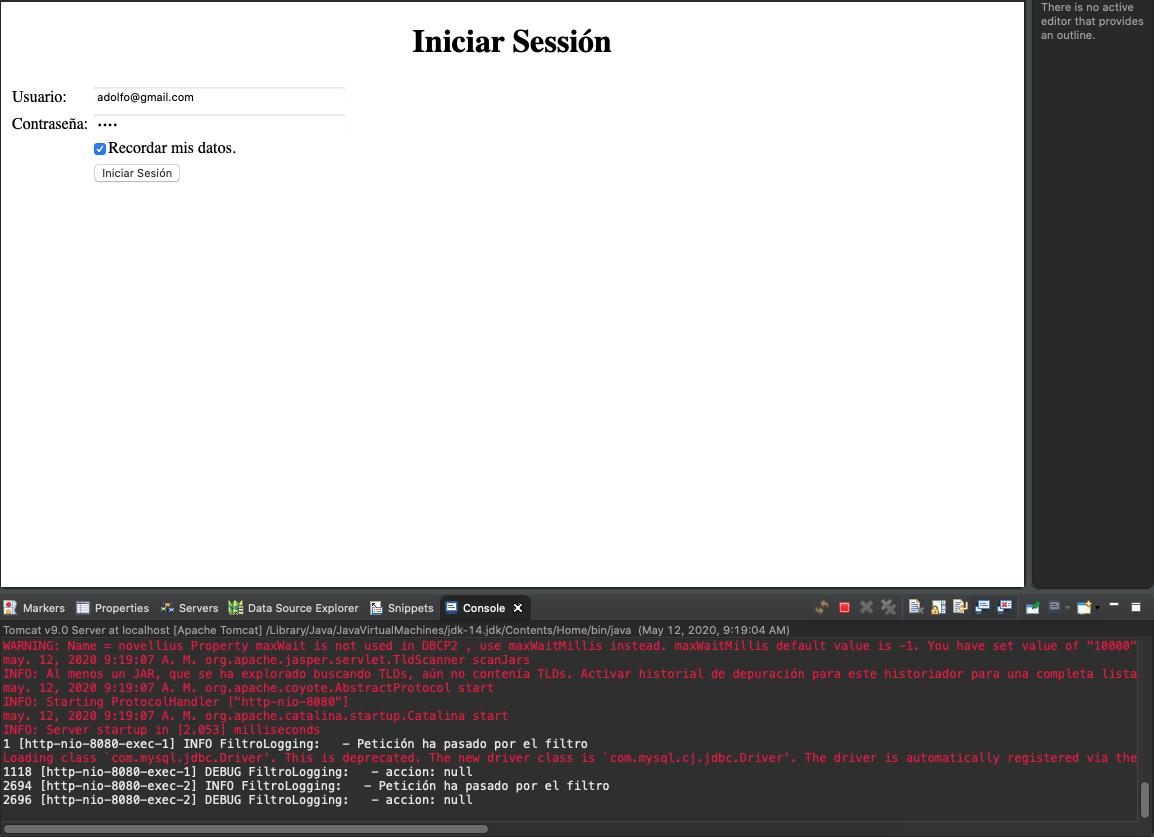 There is no active
editor that provides
an outline.
Iniciar Sessión
Usuario: adolfo@gmail.com
Contraseña: ••••
Recordar mis datos.
Iniciar Sesión
Markers Properties Servers Data Source Explorer Snippets Console
Tomcat v9.0 Server at localhost [Apache Tomcat] /Library/Java/JavaVirtualMachines/jdk-14.jdk/Contents/Home/bin/java (May 12, 2020, 9:19:04 AM)
WARNING: Name = novellius Property maxWait is not used in DBCP2 , use maxWaitMillis instead. maxWaitMillis default value is -1. You have set value of "10000"
may. 12, 2020 9:19:07 A. M. org.apache.jasper.servlet.TldScanner scanJars
INFO: Al menos un JAR, que se ha explorado buscando TLDs, aún no contenía TLDs. Activar historial de depuración para este historiador para una completa lista
may. 12, 2020 9:19:07 A. M. org.apache.coyote.AbstractProtocol start
INFO: Starting ProtocolHandler ["http-nio-8080"]
may. 12, 2020 9:19:07 A. M. org.apache.catalina.startup.Catalina start
INFO: Server startup in [2.053] milliseconds
1 [http-nio-8080-exec-1] INFO FiltroLogging:   - Petición ha pasado por el filtro
Loading class `com.mysql.jdbc.Driver'. This is deprecated. The new driver class is `com.mysql.cj.jdbc.Driver'. The driver is automatically registered via the
1118 [http-nio-8080-exec-1] DEBUG FiltroLogging:   - accion: null
2694 [http-nio-8080-exec-2] INFO FiltroLogging:   - Petición ha pasado por el filtro
2696 [http-nio-8080-exec-2] DEBUG FiltroLogging:   - accion: null